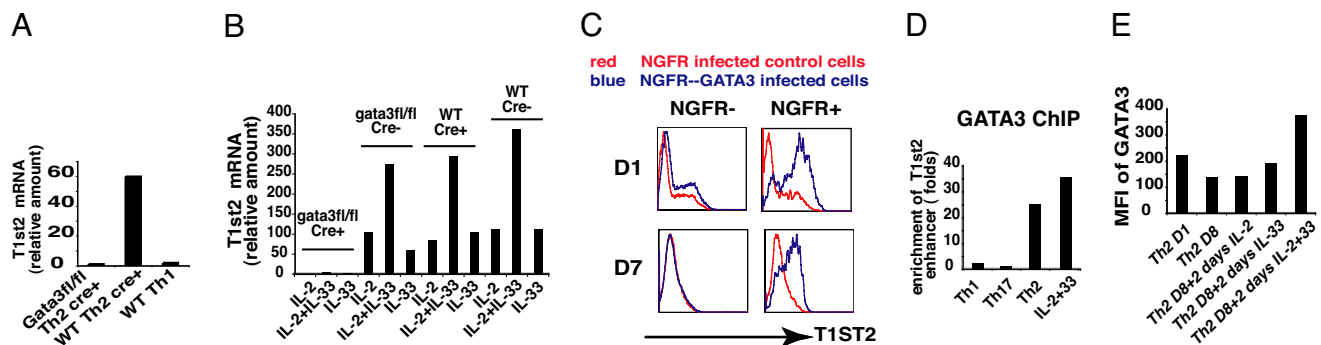 A
T1st2 mRNA
(relative amount)
60
40
20
0
Gata3fl/fl
Th2 cre+
WT Th2 cre+
WT Th1
B
T1st2 mRNA
(relative amount)
400
350
300
250
200
150
100
50
0
gata3fl/fl
Cre+
gata3fl/fl
Cre-
WT
Cre+
WT
Cre-
IL-2
IL-2+IL-33
IL-33
IL-2
IL-2+IL-33
IL-33
IL-2
IL-2+IL-33
IL-33
IL-2
IL-2+IL-33
IL-33
C
red NGFR infected control cells
blue NGFR--GATA3 infected cells
NGFR- NGFR+
D1
D7
T1ST2
D
GATA3 ChIP
enrichment of T1st2
enhancer ( folds)
40
30
20
10
0
Th1
Th17
Th2
IL-2+33
E
MFI of GATA3
400
300
200
100
0
Th2 D1
Th2 D8
Th2 D8+2 days IL-2
Th2 D8+2 days IL-33
Th2 D8+2 days IL-2+33